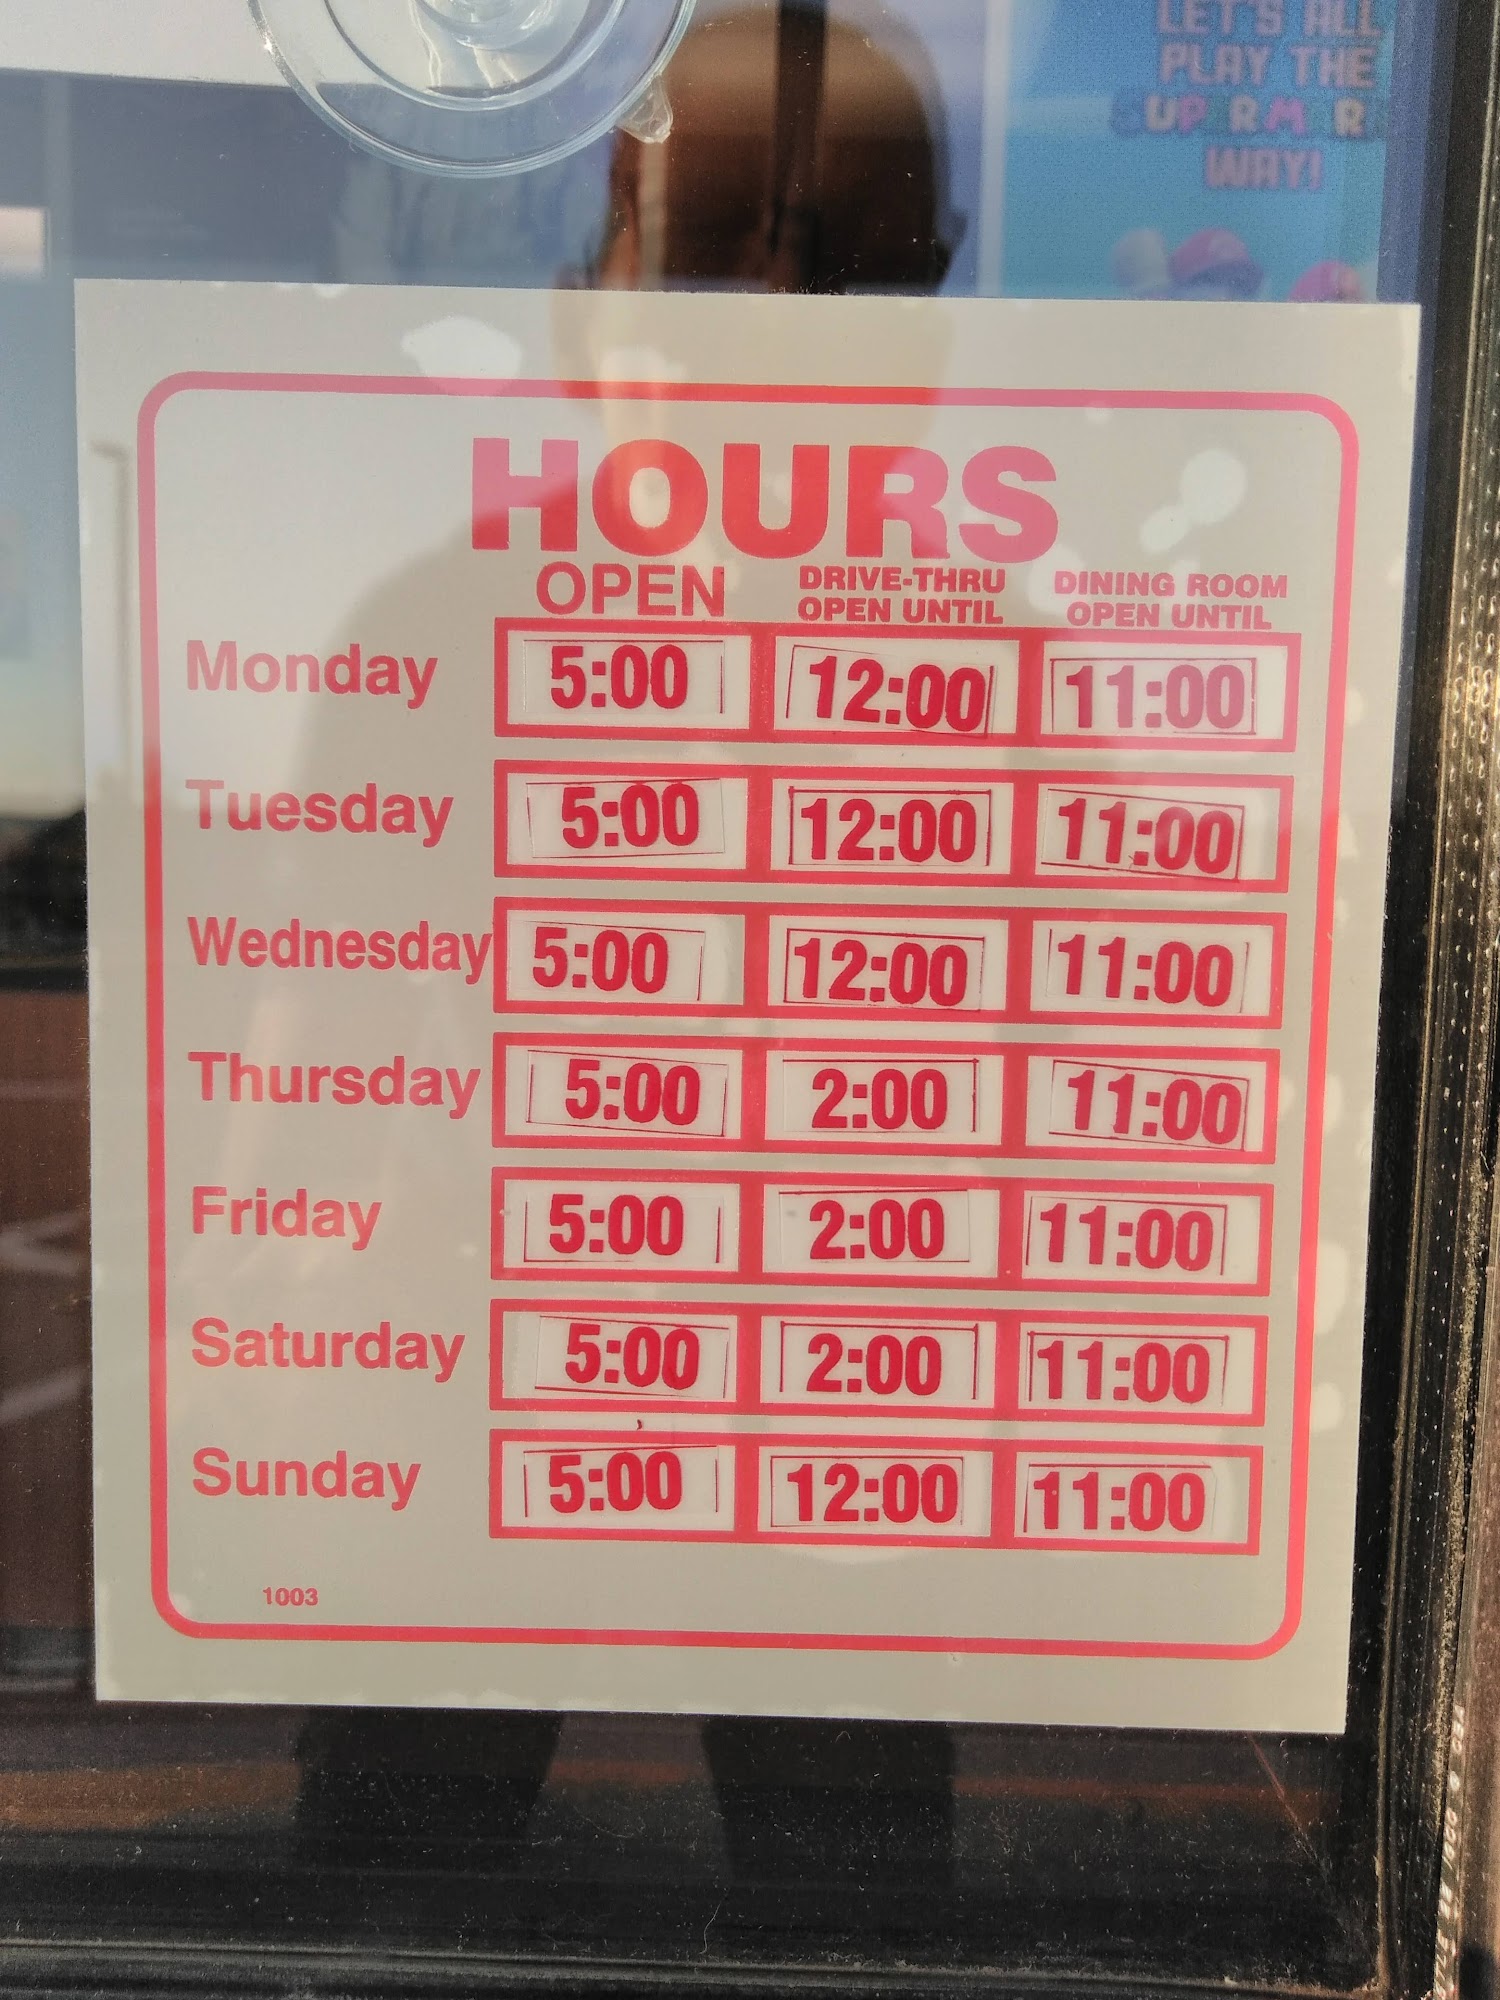 LET'S ALL
PLAY THE
WAY!
HOURS
OPEN
DRIVE-THRU
OPEN UNTIL
DINING ROOM
OPEN UNTIL
Monday 5:00 12:00 11:00
Tuesday 5:00 12:00 11:00
Wednesday 5:00 12:00 11:00
Thursday 5:00 2:00 11:00
Friday 5:00 2:00 11:00
Saturday 5:00 2:00 11:00
Sunday 5:00 12:00 11:00
1003